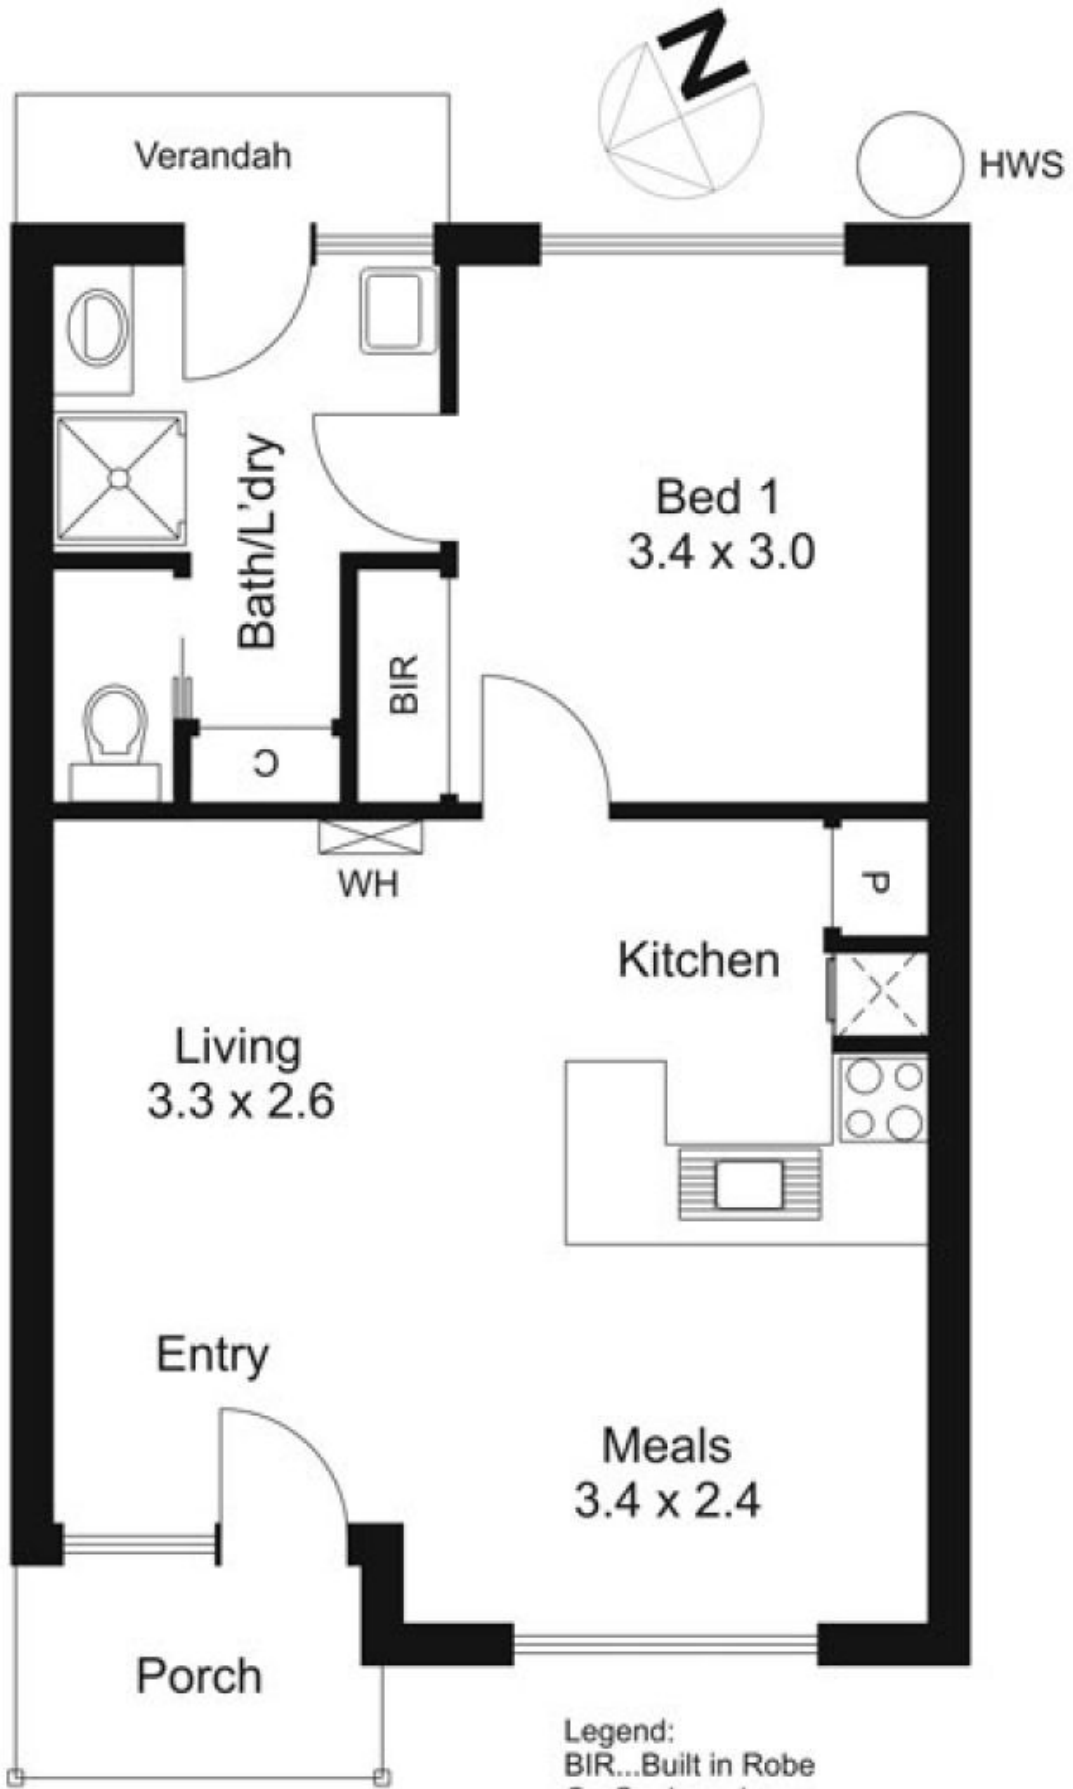 N
Verandah
HWS
Bath/L'dry
Bed 1
3.4 x 3.0
BIR
C
WH
P
Kitchen
Living
3.3 x 2.6
Entry
Meals
3.4 x 2.4
Porch
Legend:
BIR...Built in Robe